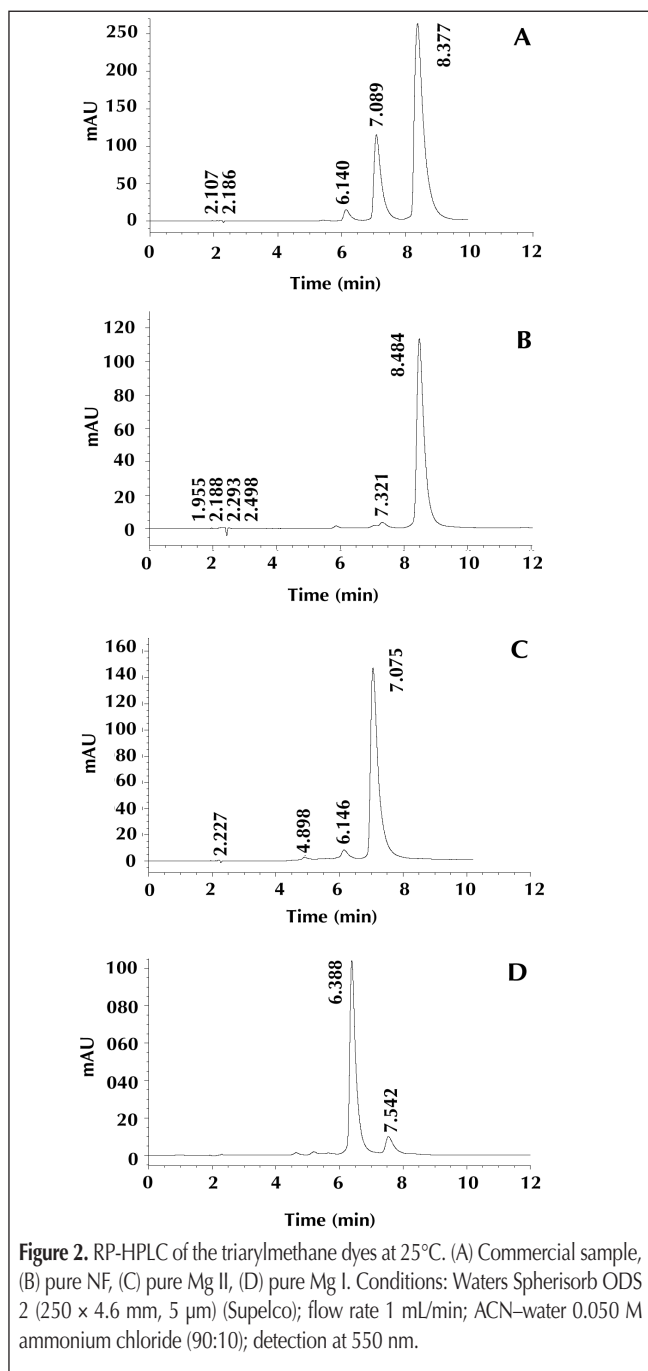 A
250
200
150
100
50
0
mAU
2.107
2.186
6.140
7.089
8.377
0 2 4 6 8 10 12
Time (min)
B
120
100
80
60
40
20
0
mAU
1.955
2.188
2.293
2.498
7.321
8.484
0 2 4 6 8 10 12
Time (min)
C
160
140
120
100
80
60
40
20
0
mAU
2.227
4.898
6.146
7.075
0 2 4 6 8 10 12
Time (min)
D
100
080
060
040
20
0
mAU
6.388
7.542
0 2 4 6 8 10 12
Time (min)
Figure 2. RP-HPLC of the triarylmethane dyes at 25°C. (A) Commercial sample,
(B) pure NF, (C) pure Mg II, (D) pure Mg I. Conditions: Waters Spherisorb ODS
2 (250 × 4.6 mm, 5 µm) (Supelco); flow rate 1 mL/min; ACN–water 0.050 M
ammonium chloride (90:10); detection at 550 nm.